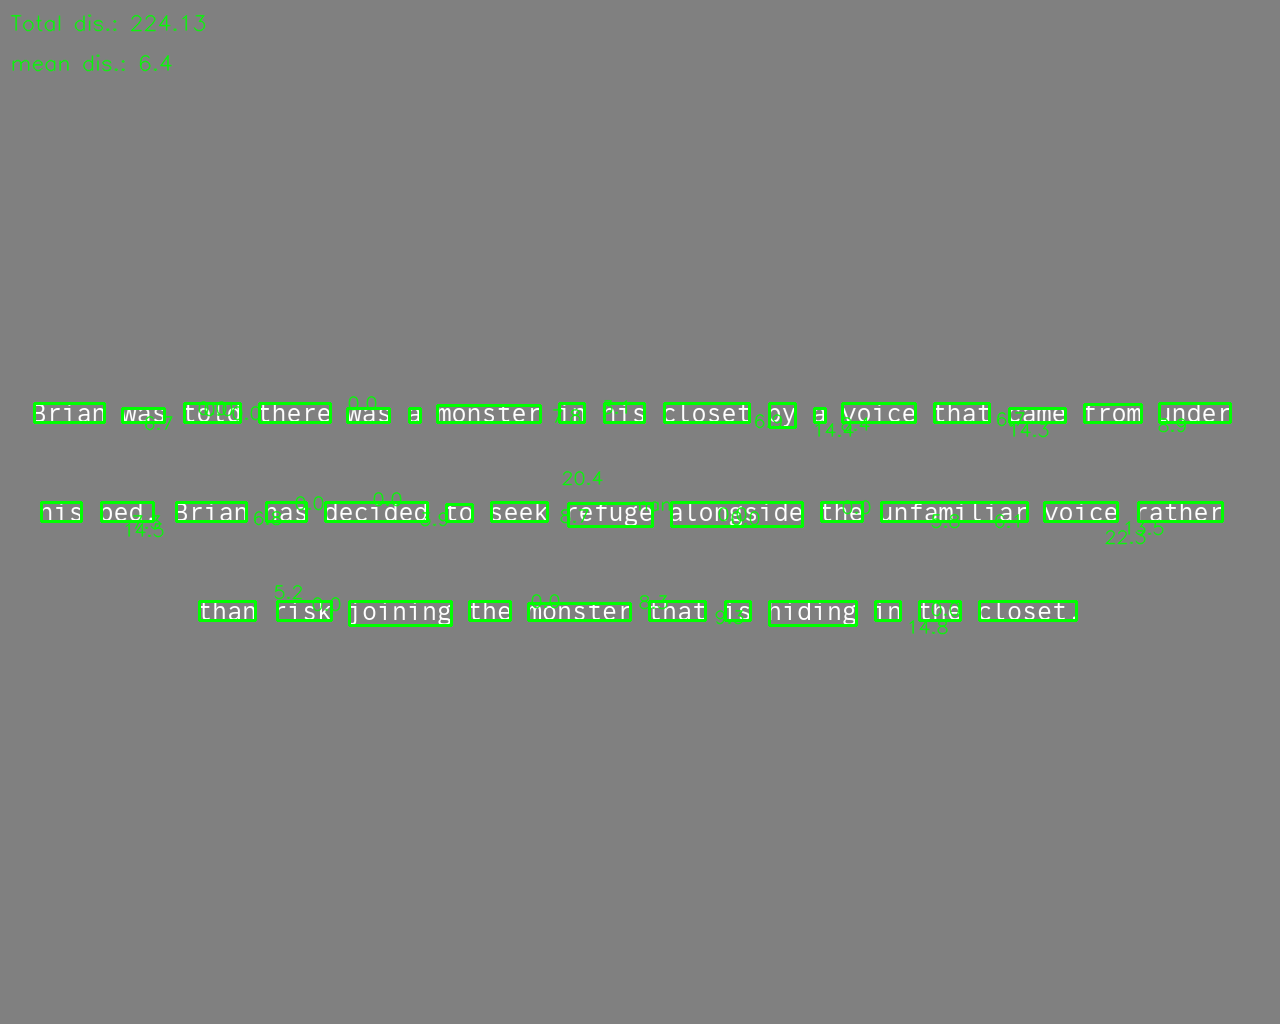 Total dis.: 224.13
mean dis.: 6.4
Brian was told there was a monster in his closet by a voice that came from under
his bed. Brian has decided to seek refuge alongside the unfamiliar voice rather
than risk joining the monster that is hiding in the closet.